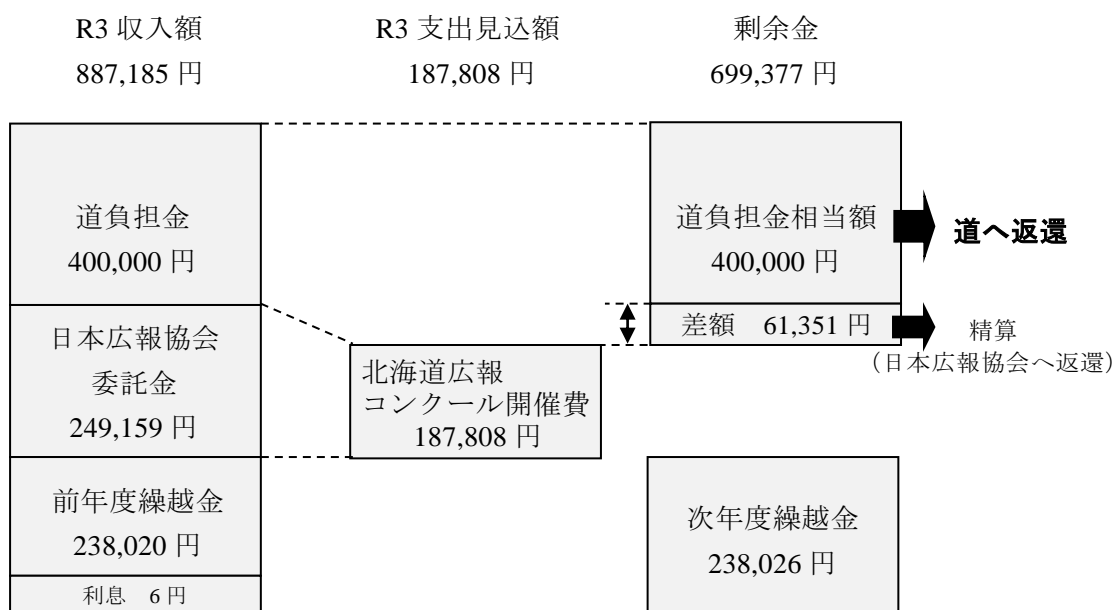 R3 収入額
887,185 円
R3 支出見込額
187,808 円
剰余金
699,377 円
道負担金
400,000 円
日本広報協会
委託金
249,159 円
前年度繰越金
238,020 円
利息　6 円
北海道広報
コンクール開催費
187,808 円
道負担金相当額
400,000 円
道へ返還
差額　61,351 円
精算
（日本広報協会へ返還）
次年度繰越金
238,026 円